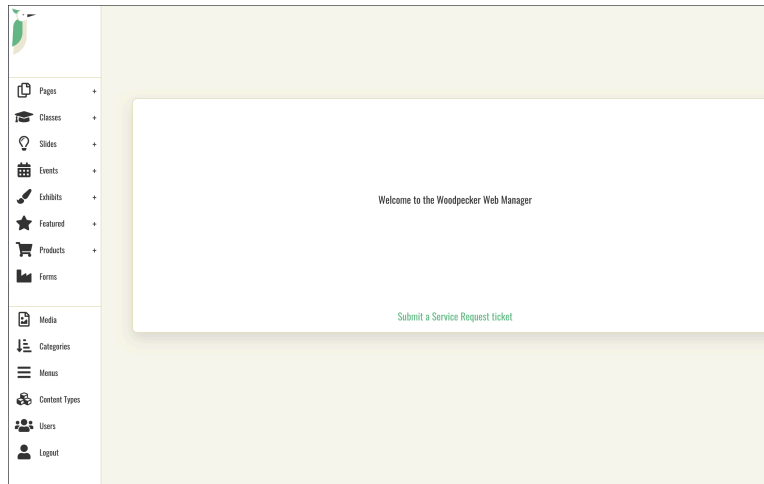 Pages +
Classes +
Slides +
Events +
Exhibits +
Featured +
Products +
Forms
Media
Categories
Menus
Content Types
Users
Logout
Welcome to the Woodpecker Web Manager
Submit a Service Request ticket